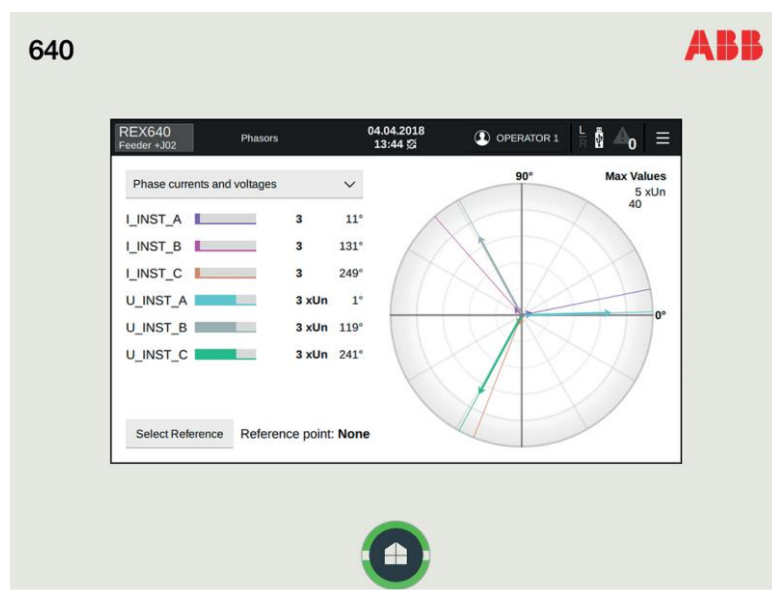 640
ABB
REX640
Feeder +J02
Phasors
04.04.2018
13:44
OPERATOR 1
L
R
0
Phase currents and voltages
I_INST_A 3 11°
I_INST_B 3 131°
I_INST_C 3 249°
U_INST_A 3 xUn 1°
U_INST_B 3 xUn 119°
U_INST_C 3 xUn 241°
Select Reference Reference point: None
90°
Max Values
5 xUn
40
0°